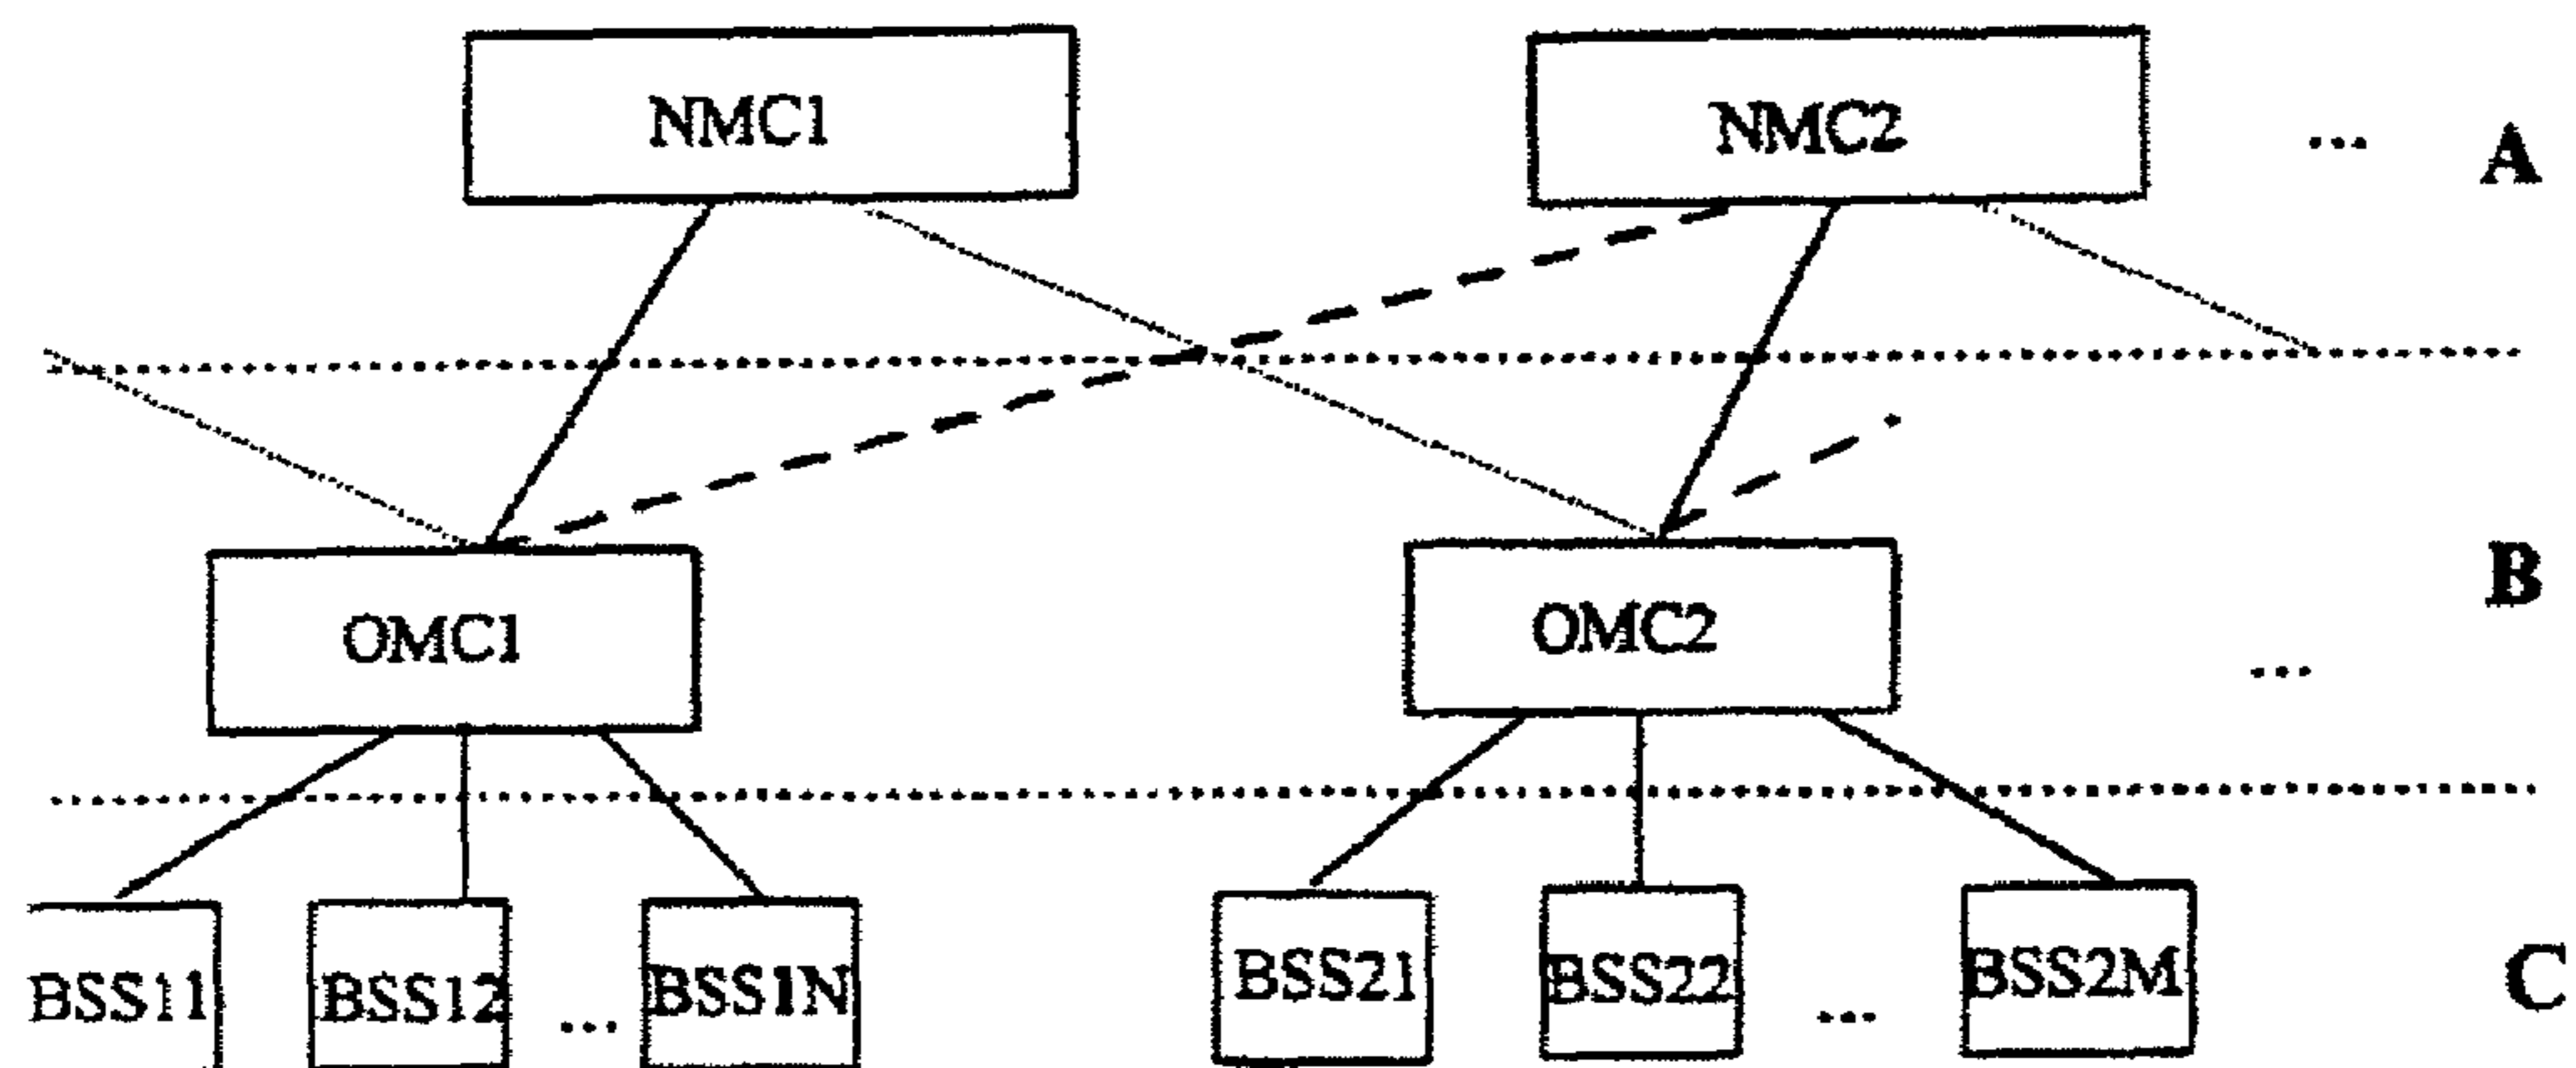 NMC1 NMC2 ... A
OMC1 OMC2 ... B
BSS11 BSS12 ... BSS1N BSS21 BSS22 ... BSS2M C